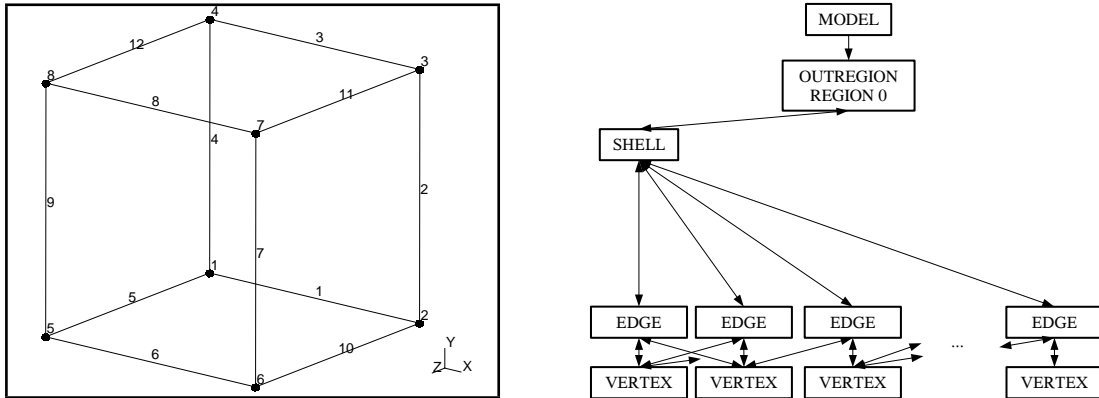 4
12
3
8
3
8
11
7
4
2
9
7
1
5
1
5
2
6
10
Y
Z
X
6
MODEL
OUTREGION
REGION 0
SHELL
EDGE EDGE EDGE EDGE
...
VERTEX VERTEX VERTEX VERTEX